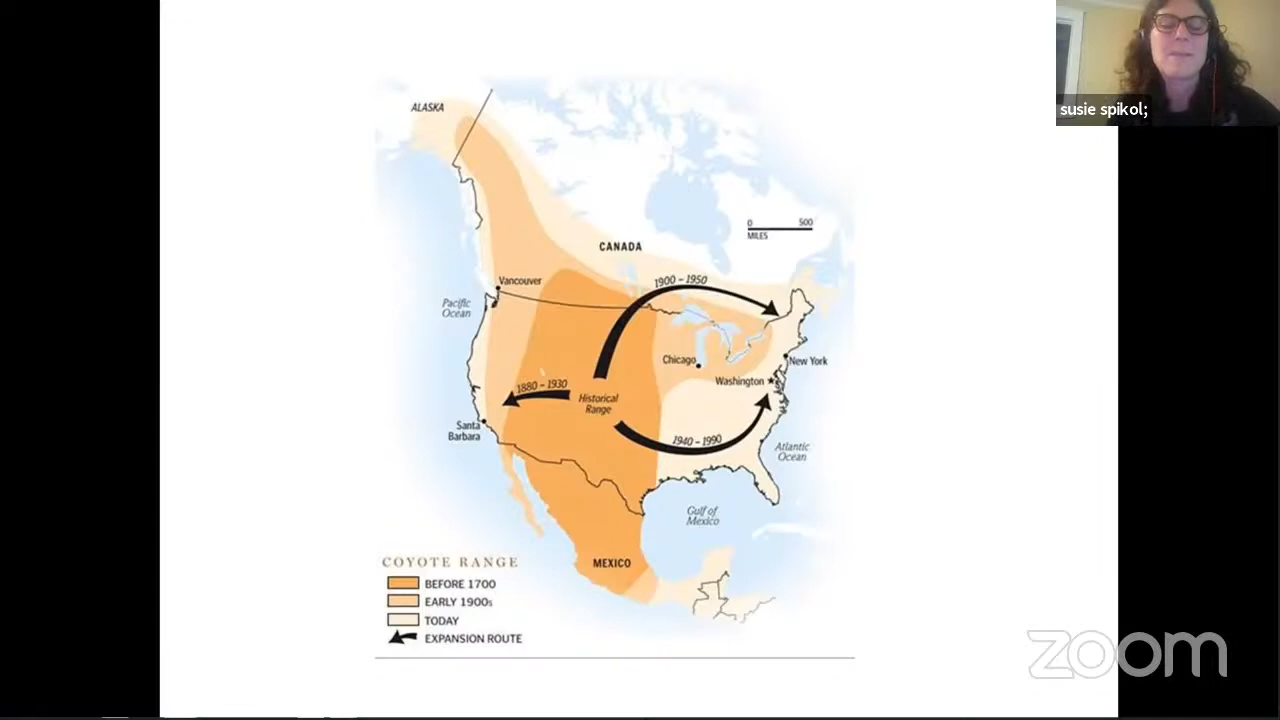 susie spikol;
ALASKA
0 500
MILES
CANADA
1900 – 1950
Vancouver
Pacific
Ocean
Chicago
New York
Washington
1880 – 1930
Historical
Range
Santa
Barbara
1940 – 1990
Atlantic
Ocean
Gulf of
Mexico
MEXICO
COYOTE RANGE
BEFORE 1700
EARLY 1900s
TODAY
EXPANSION ROUTE
zoom